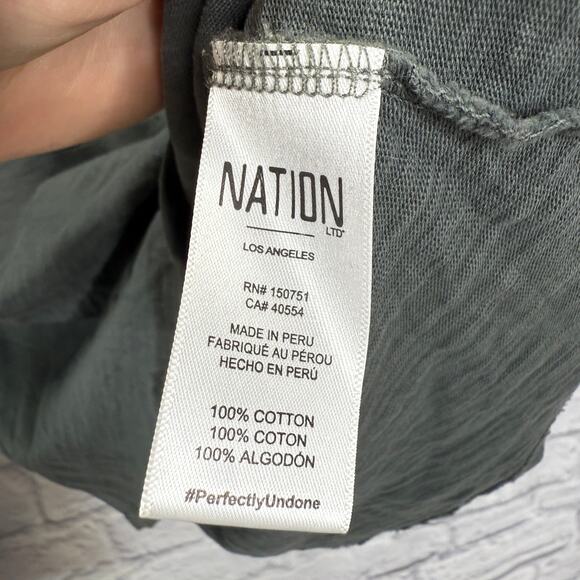 NATION
LTD
LOS ANGELES
RN# 150751
CA# 40554
MADE IN PERU
FABRIQUÉ AU PÉROU
HECHO EN PERÚ
100% COTTON
100% COTON
100% ALGODÓN
#PerfectlyUndone